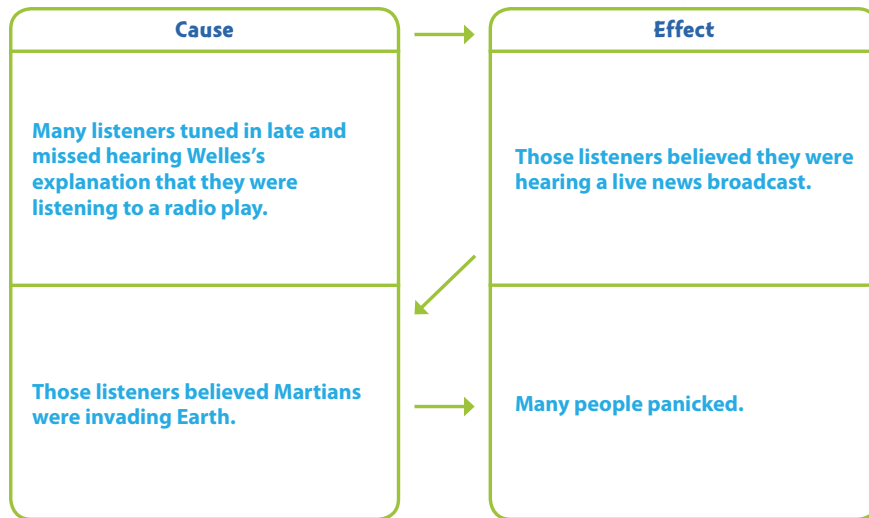 Cause
Effect
Many listeners tuned in late and
missed hearing Welles’s
explanation that they were
listening to a radio play.
Those listeners believed they were
hearing a live news broadcast.
Those listeners believed Martians
were invading Earth.
Many people panicked.